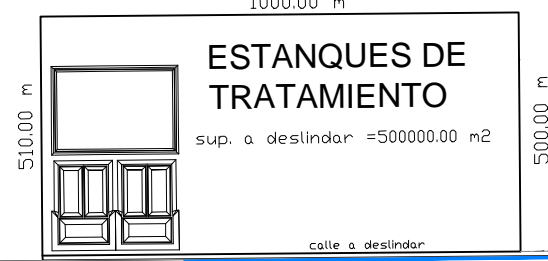 1000.00 m
ESTANQUES DE
TRATAMIENTO
sup. a deslindar =500000.00 m2
510.00 m
500.00 m
calle a deslindar